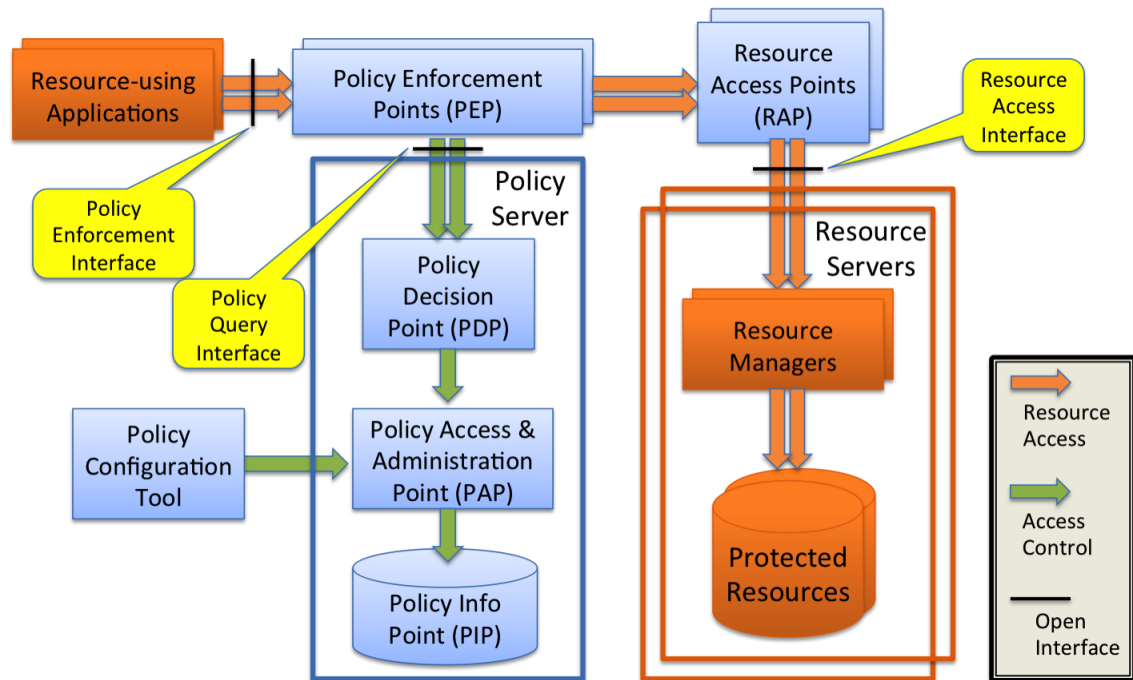 Resource-using
Applications
Policy Enforcement
Points (PEP)
Resource
Access Points
(RAP)
Resource
Access
Interface
Policy
Enforcement
Interface
Policy
Query
Interface
Policy
Server
Policy
Decision
Point (PDP)
Policy
Configuration
Tool
Policy Access &
Administration
Point (PAP)
Policy Info
Point (PIP)
Resource
Servers
Resource
Managers
Protected
Resources
Resource
Access
Access
Control
Open
Interface